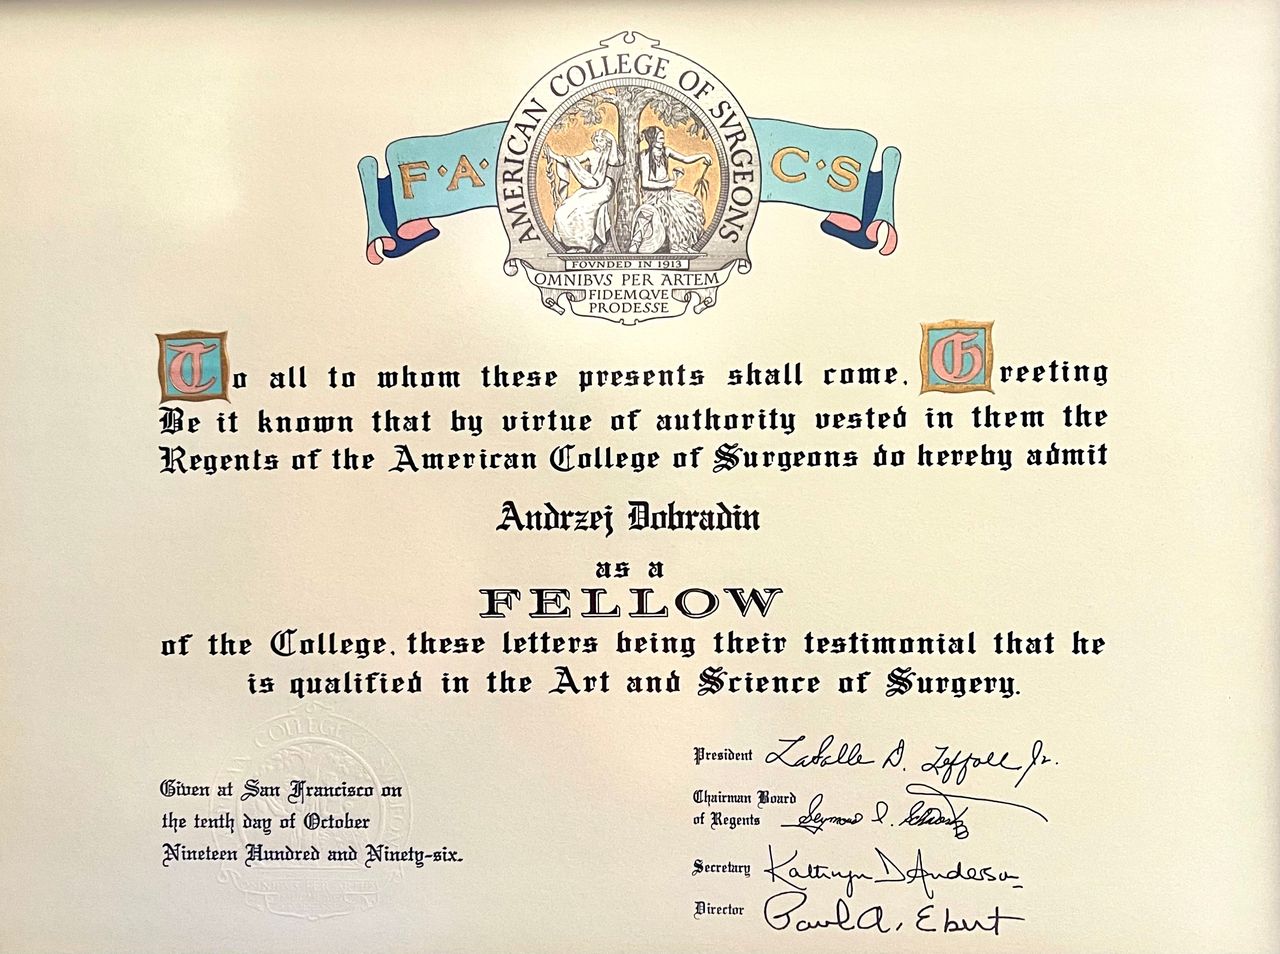 AMERICAN COLLEGE OF SVRGEONS
F·A·C·S
FOVNDED IN 1913
OMNIBVS PER ARTEM
FIDEMQVE
PRODESSE
To all to whom these presents shall come, Greeting
Be it known that by virtue of authority vested in them the
Regents of the American College of Surgeons do hereby admit
Andrzej Dobradin
as a
FELLOW
of the College, these letters being their testimonial that he
is qualified in the Art and Science of Surgery.
Given at San Francisco on
the tenth day of October
Nineteen Hundred and Ninety-six.
President LaSalle D. Leffall Jr.
Chairman Board
of Regents Seymour I. Schwartz
Secretary Kathryn D Anderson
Director Paul A. Ebert